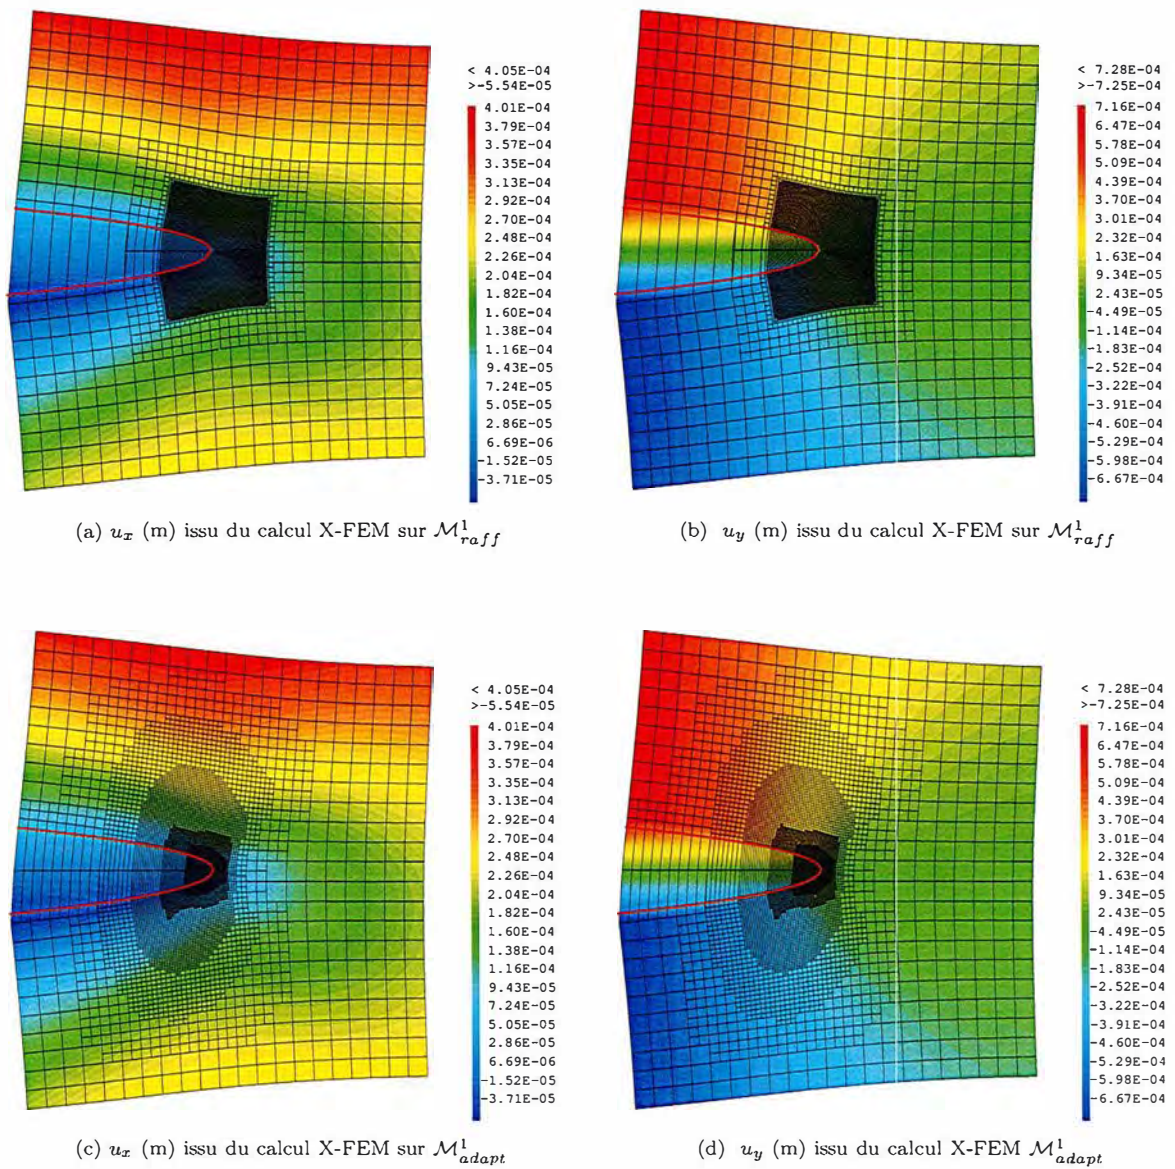 < 4.05E-04
>-5.54E-05
4.01E-04
3.79E-04
3.57E-04
3.35E-04
3.13E-04
2.92E-04
2.70E-04
2.48E-04
2.26E-04
2.04E-04
1.82E-04
1.60E-04
1.38E-04
1.16E-04
9.43E-05
7.24E-05
5.05E-05
2.86E-05
6.69E-06
-1.52E-05
-3.71E-05
(a) u_x (m) issu du calcul X-FEM sur M^1_raff
< 7.28E-04
>-7.25E-04
7.16E-04
6.47E-04
5.78E-04
5.09E-04
4.39E-04
3.70E-04
3.01E-04
2.32E-04
1.63E-04
9.34E-05
2.43E-05
-4.49E-05
-1.14E-04
-1.83E-04
-2.52E-04
-3.22E-04
-3.91E-04
-4.60E-04
-5.29E-04
-5.98E-04
-6.67E-04
(b) u_y (m) issu du calcul X-FEM sur M^1_raff
< 4.05E-04
>-5.54E-05
4.01E-04
3.79E-04
3.57E-04
3.35E-04
3.13E-04
2.92E-04
2.70E-04
2.48E-04
2.26E-04
2.04E-04
1.82E-04
1.60E-04
1.38E-04
1.16E-04
9.43E-05
7.24E-05
5.05E-05
2.86E-05
6.69E-06
-1.52E-05
-3.71E-05
(c) u_x (m) issu du calcul X-FEM sur M^1_adapt
< 7.28E-04
>-7.25E-04
7.16E-04
6.47E-04
5.78E-04
5.09E-04
4.39E-04
3.70E-04
3.01E-04
2.32E-04
1.63E-04
9.34E-05
2.43E-05
-4.49E-05
-1.14E-04
-1.83E-04
-2.52E-04
-3.22E-04
-3.91E-04
-4.60E-04
-5.29E-04
-5.98E-04
-6.67E-04
(d) u_y (m) issu du calcul X-FEM M^1_adapt